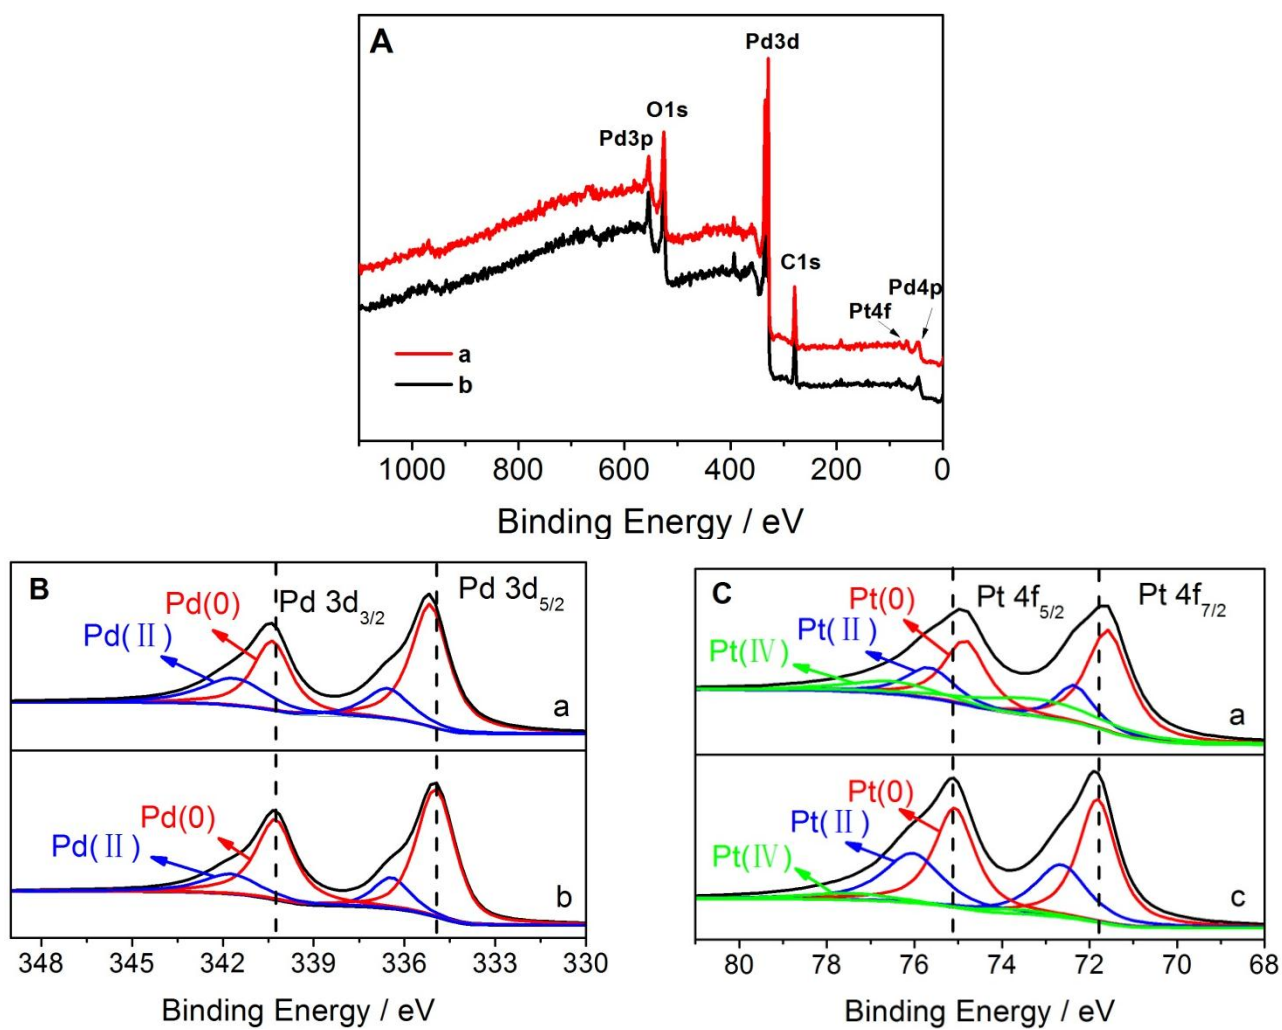 A
Pd3d
O1s
Pd3p
C1s
Pd4p
Pt4f
a
b
1000 800 600 400 200 0
Binding Energy / eV
B
Pd 3d5/2
Pd(0) Pd 3d3/2
Pd(Ⅱ)
a
Pd(0)
Pd(Ⅱ)
b
348 345 342 339 336 333 330
Binding Energy / eV
C
Pt(0) Pt 4f5/2 Pt 4f7/2
Pt(Ⅱ)
Pt(Ⅳ)
a
Pt(0)
Pt(Ⅱ)
Pt(Ⅳ)
c
80 78 76 74 72 70 68
Binding Energy / eV